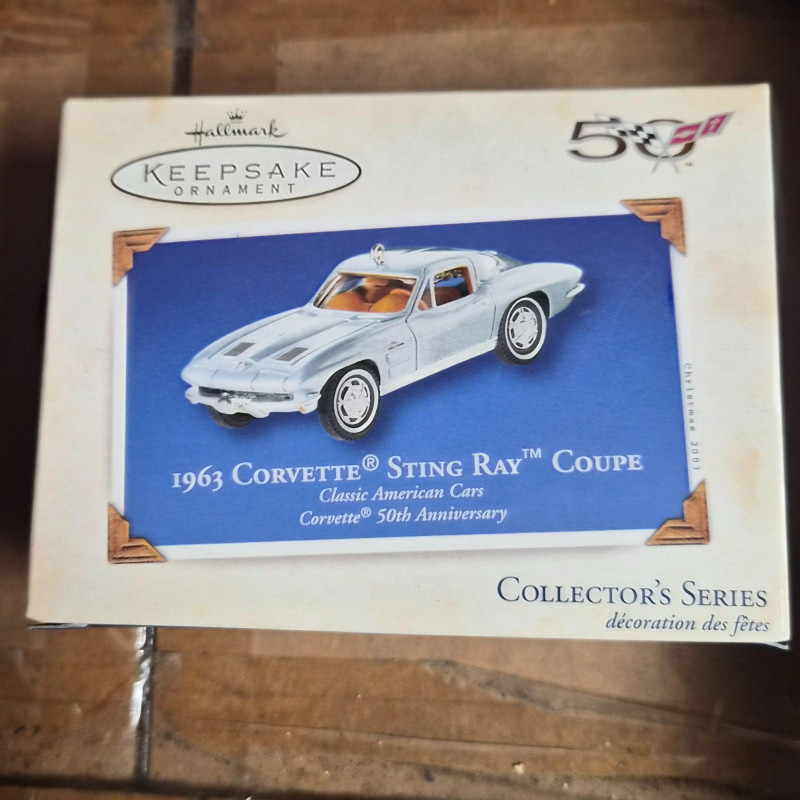 Hallmark
KEEPSAKE
ORNAMENT
50
1963 CORVETTE® STING RAY™ COUPE
Classic American Cars
Corvette® 50th Anniversary
Christmas 2003
COLLECTOR'S SERIES
décoration des fêtes